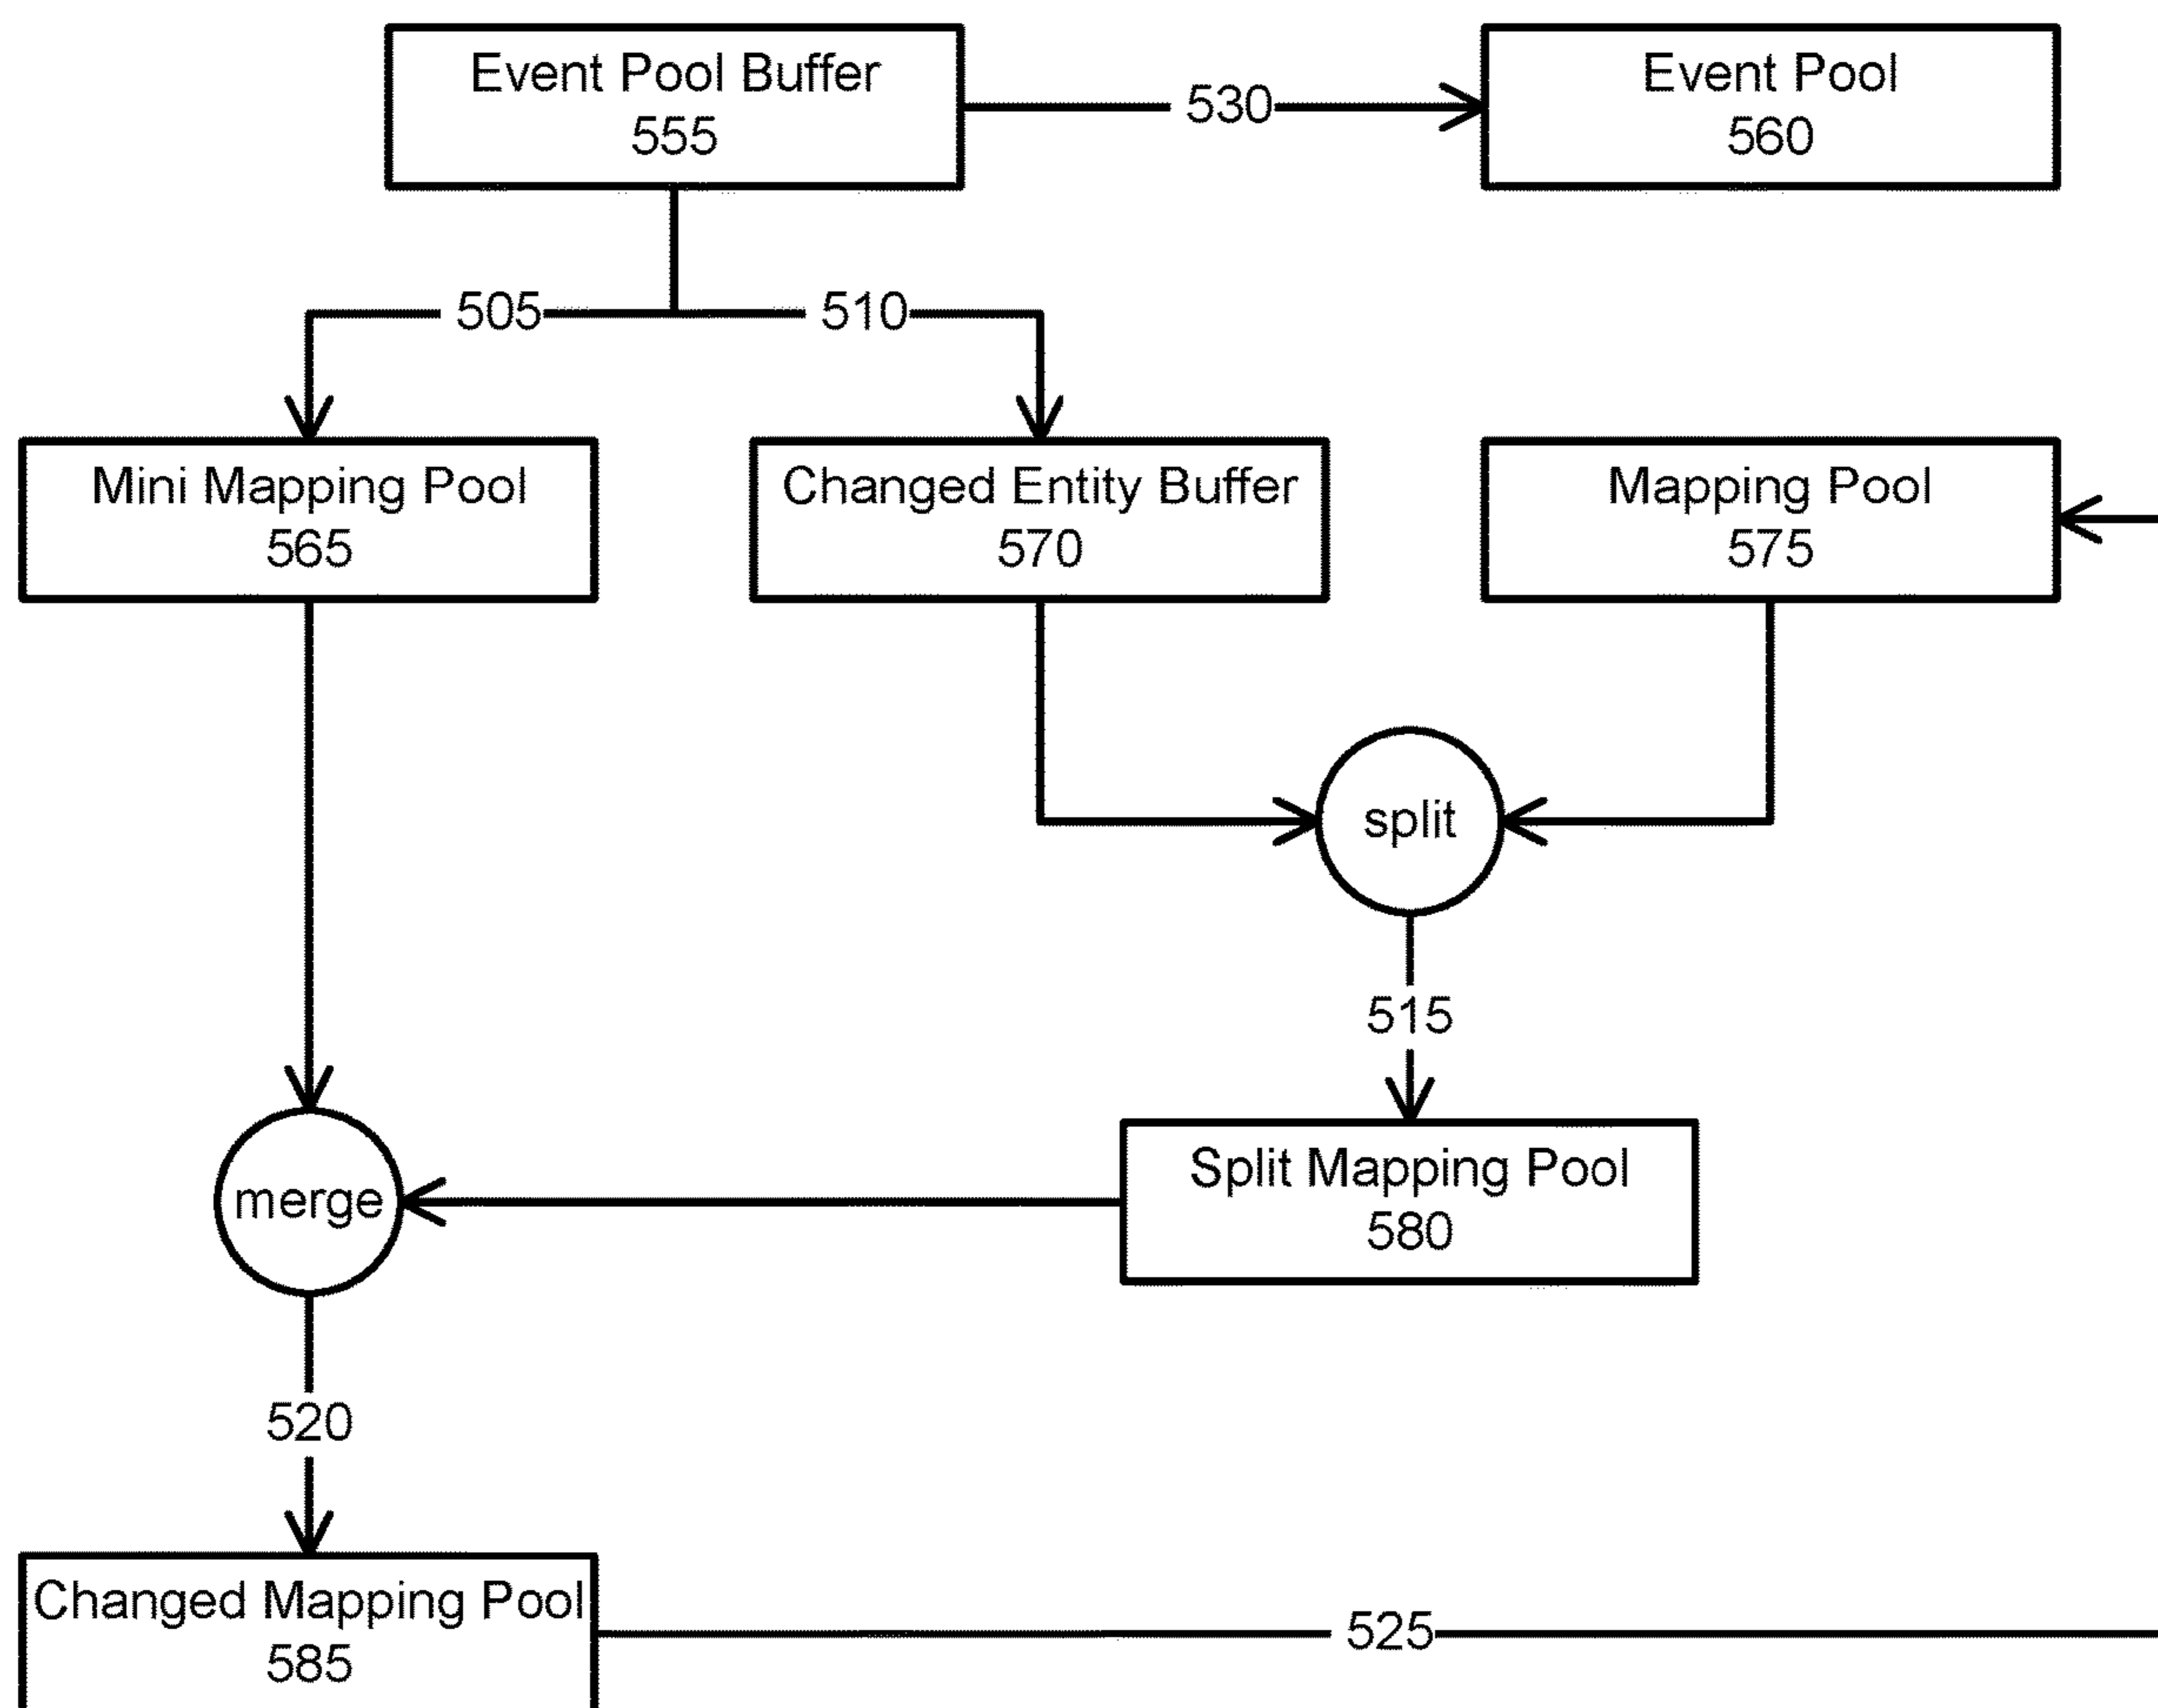 Event Pool Buffer
555
530
Event Pool
560
505
510
Mini Mapping Pool
565
Changed Entity Buffer
570
Mapping Pool
575
split
515
merge
Split Mapping Pool
580
520
Changed Mapping Pool
585
525